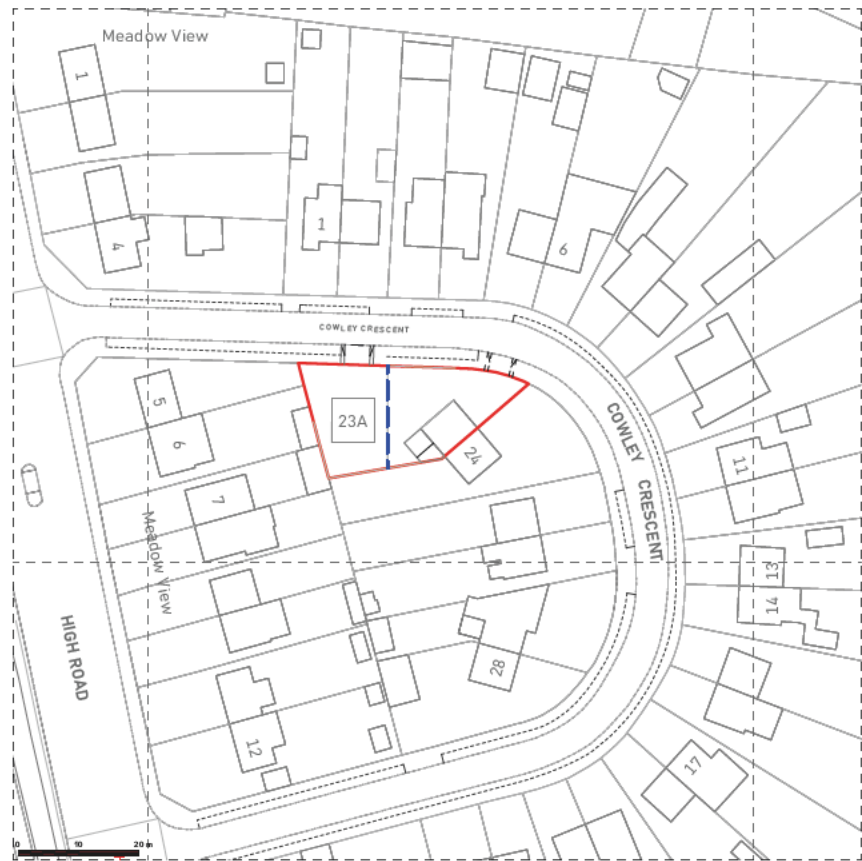 Meadow View
1
4
1
6
COWLEY CRESCENT
5
6
23A
24
COWLEY CRESCENT
7
11
Meadow View
13
14
HIGH ROAD
28
12
17
0 10 20 m